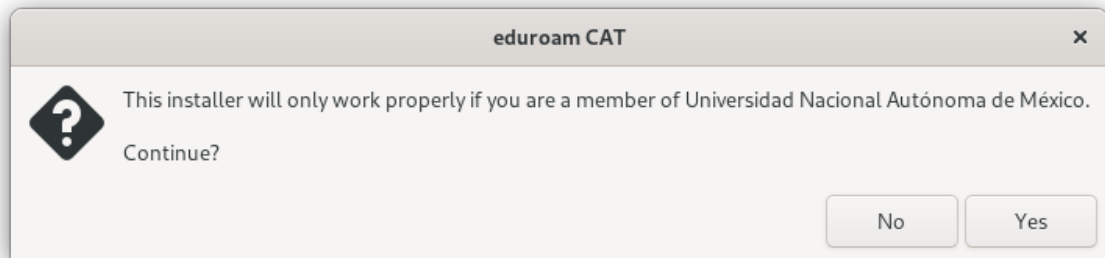 eduroam CAT
This installer will only work properly if you are a member of Universidad Nacional Autónoma de México.
Continue?
No
Yes